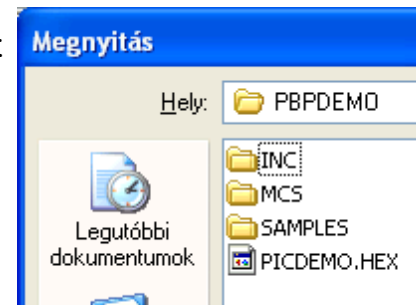 :
Megnyitás
Hely: PBPDEMO
INC
MCS
SAMPLES
PICDEMO.HEX
Legutóbbi
dokumentumok